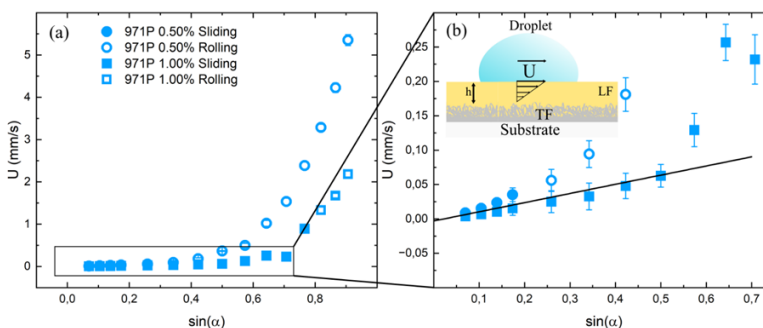 (a)
971P 0.50% Sliding
971P 0.50% Rolling
971P 1.00% Sliding
971P 1.00% Rolling
U (mm/s)
5
4
3
2
1
0
0,0 0,2 0,4 0,6 0,8
sin(α)
(b)
Droplet
U
h
LF
TF
Substrate
U (mm/s)
0,25
0,20
0,15
0,10
0,05
0,00
0,05
0,0 0,1 0,2 0,3 0,4 0,5 0,6 0,7
sin(α)